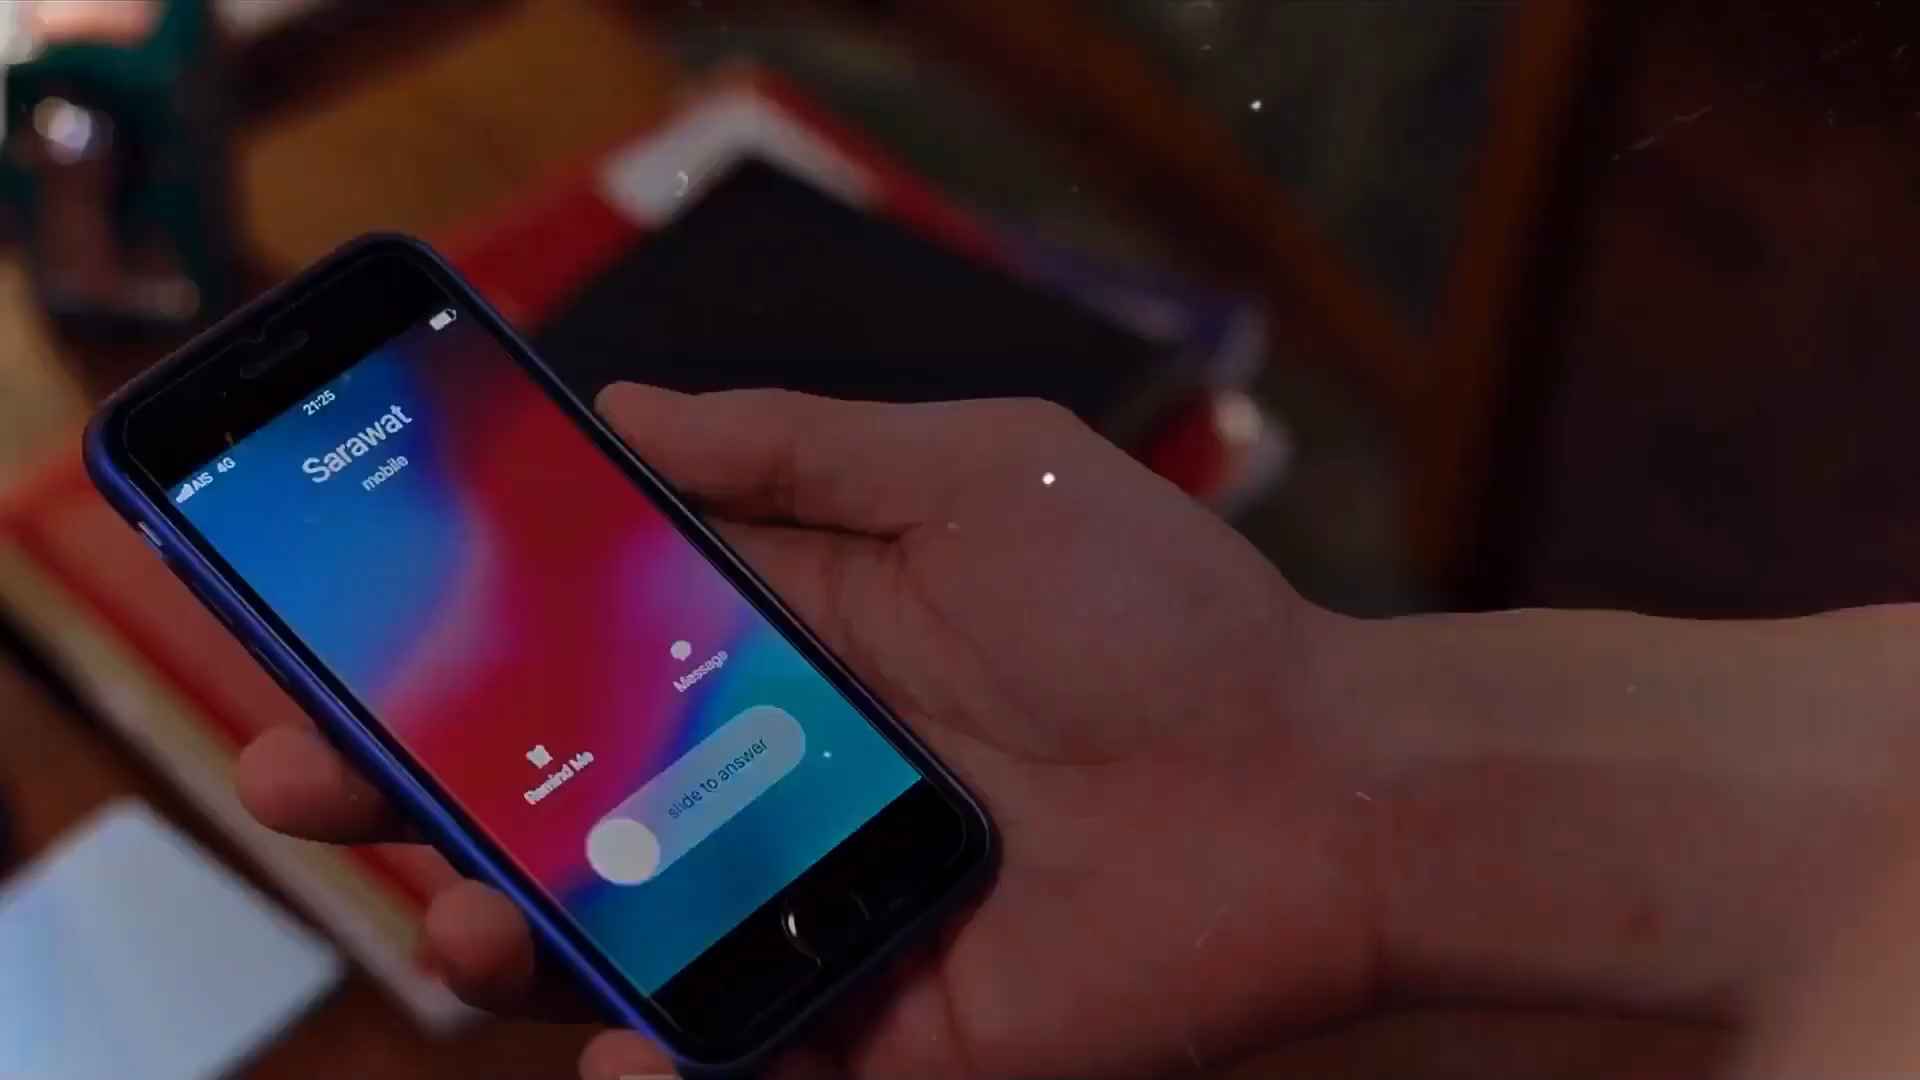 21:25
AIS 4G
Sarawat
mobile
Message
Remind Me
slide to answer